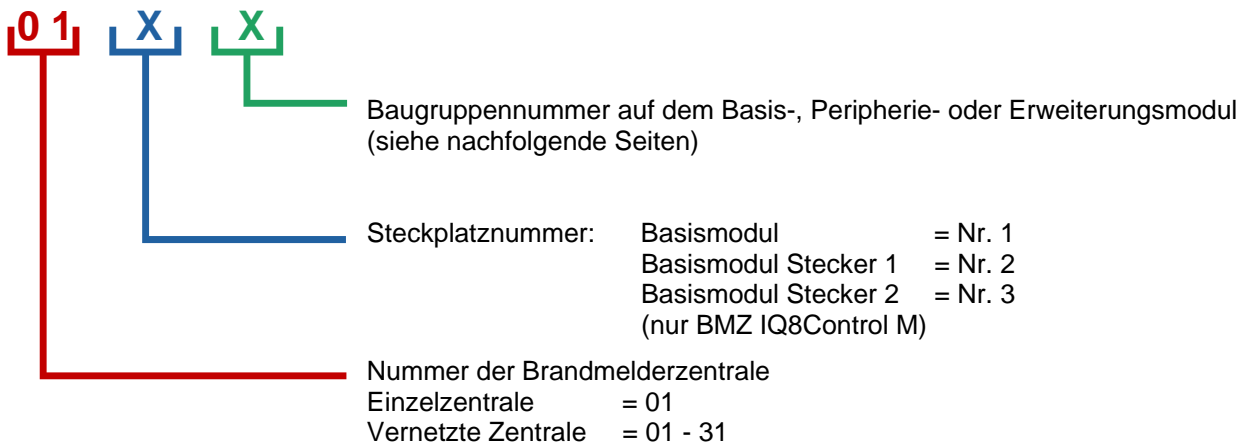 0 1 X X
Baugruppennummer auf dem Basis-, Peripherie- oder Erweiterungsmodul
(siehe nachfolgende Seiten)
Steckplatznummer: Basismodul = Nr. 1
Basismodul Stecker 1 = Nr. 2
Basismodul Stecker 2 = Nr. 3
(nur BMZ IQ8Control M)
Nummer der Brandmelderzentrale
Einzelzentrale = 01
Vernetzte Zentrale = 01 - 31